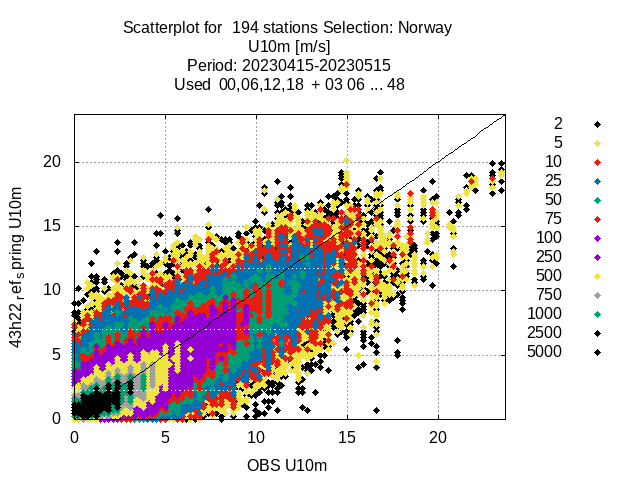 Scatterplot for  194 stations Selection: Norway
U10m [m/s]
Period: 20230415-20230515
Used  00,06,12,18  + 03 06 ... 48
43h22_ref_spring U10m
20
15
10
5
0
0 5 10 15 20
OBS U10m
2
5
10
25
50
75
100
250
500
750
1000
2500
5000